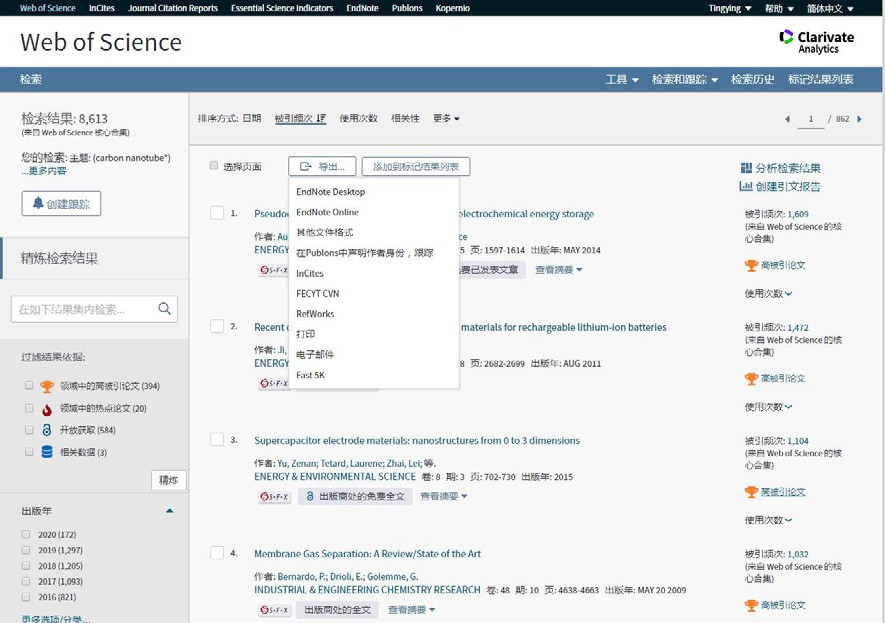 Web of Science InCites Journal Citation Reports Essential Science Indicators EndNote Publons Kopernio Tingying 帮助 简体中文
Web of Science
Clarivate
Analytics
检索 工具 检索和跟踪 检索历史 标记结果列表
检索结果: 8,613
(来自 Web of Science 核心合集)
您的检索: 主题: (carbon nanotube*)
...更多内容
创建跟踪
精炼检索结果
在如下结果集内检索...
过滤结果依据:
领域中的高被引论文 (394)
领域中的热点论文 (20)
开放获取 (584)
相关数据 (3)
精炼
出版年
2020 (172)
2019 (1,297)
2018 (1,205)
2017 (1,093)
2016 (821)
更多选项/分类...
排序方式: 日期 被引频次 使用次数 相关性 更多
1 / 862
选择页面 导出... 添加到标记结果列表
EndNote Desktop
EndNote Online
其他文件格式
在Publons中声明作者身份，跟踪
InCites
FECYT CVN
RefWorks
打印
电子邮件
Fast 5K
分析检索结果
创建引文报告
1. electrochemical energy storage
作者: Au
ENERGY 页: 1597-1614 出版年: MAY 2014
S·F·X 费已发表文章 查看摘要
被引频次: 1,609
(来自 Web of Science 的核
心合集)
高被引论文
使用次数
2. Recent materials for rechargeable lithium-ion batteries
作者: Ji,
ENERGY 页: 2682-2699 出版年: AUG 2011
S·F·X
被引频次: 1,472
(来自 Web of Science 的核
心合集)
高被引论文
使用次数
3. Supercapacitor electrode materials: nanostructures from 0 to 3 dimensions
作者: Yu, Zenan; Tetard, Laurene; Zhai, Lei; 等.
ENERGY & ENVIRONMENTAL SCIENCE 卷: 8 期: 3 页: 702-730 出版年: 2015
S·F·X 出版商处的免费全文 查看摘要
被引频次: 1,104
(来自 Web of Science 的核
心合集)
高被引论文
使用次数
4. Membrane Gas Separation: A Review/State of the Art
作者: Bernardo, P.; Drioli, E.; Golemme, G.
INDUSTRIAL & ENGINEERING CHEMISTRY RESEARCH 卷: 48 期: 10 页: 4638-4663 出版年: MAY 20 2009
S·F·X 出版商处的全文 查看摘要
被引频次: 1,032
(来自 Web of Science 的核
心合集)
高被引论文